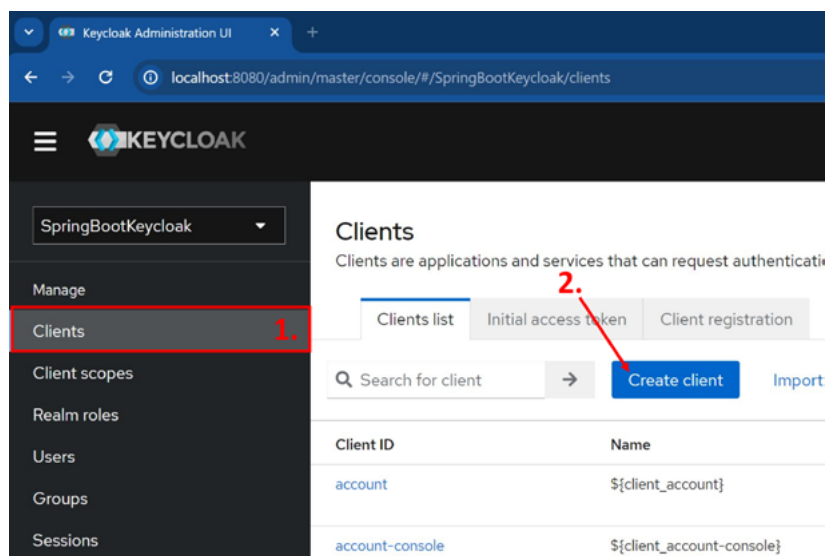 Keycloak Administration UI
localhost:8080/admin/master/console/#/SpringBootKeycloak/clients
KEYCLOAK
SpringBootKeycloak
Manage
Clients 1.
Client scopes
Realm roles
Users
Groups
Sessions
Clients
Clients are applications and services that can request authenticati
2.
Clients list Initial access token Client registration
Search for client Create client Import
Client ID Name
account ${client_account}
account-console ${client_account-console}